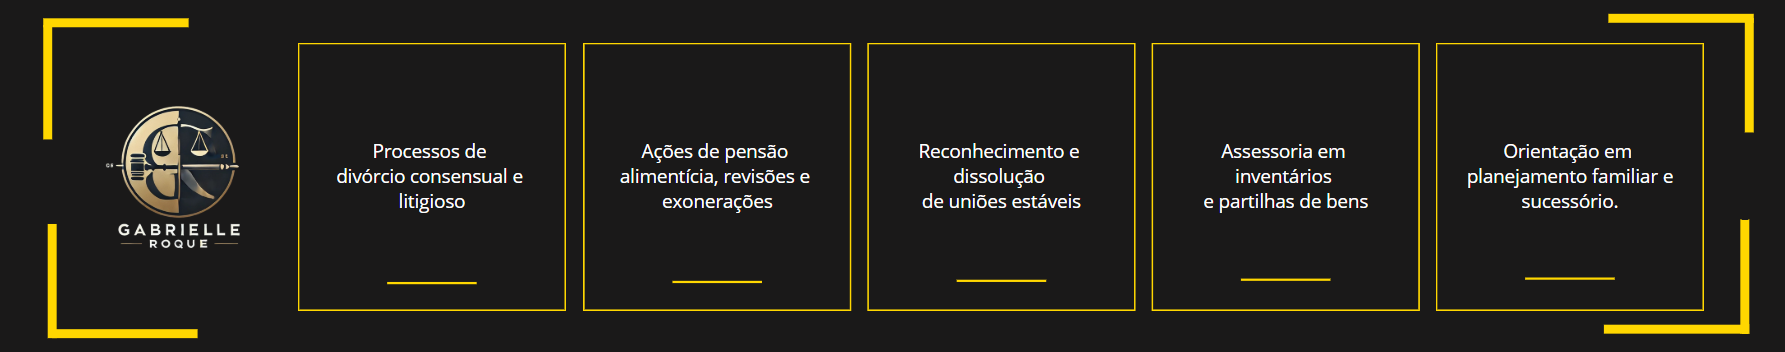 GABRIELLE
ROQUE
Processos de
divórcio consensual e
litigioso
Ações de pensão
alimentícia, revisões e
exonerações
Reconhecimento e
dissolução
de uniões estáveis
Assessoria em
inventários
e partilhas de bens
Orientação em
planejamento familiar e
sucessório.